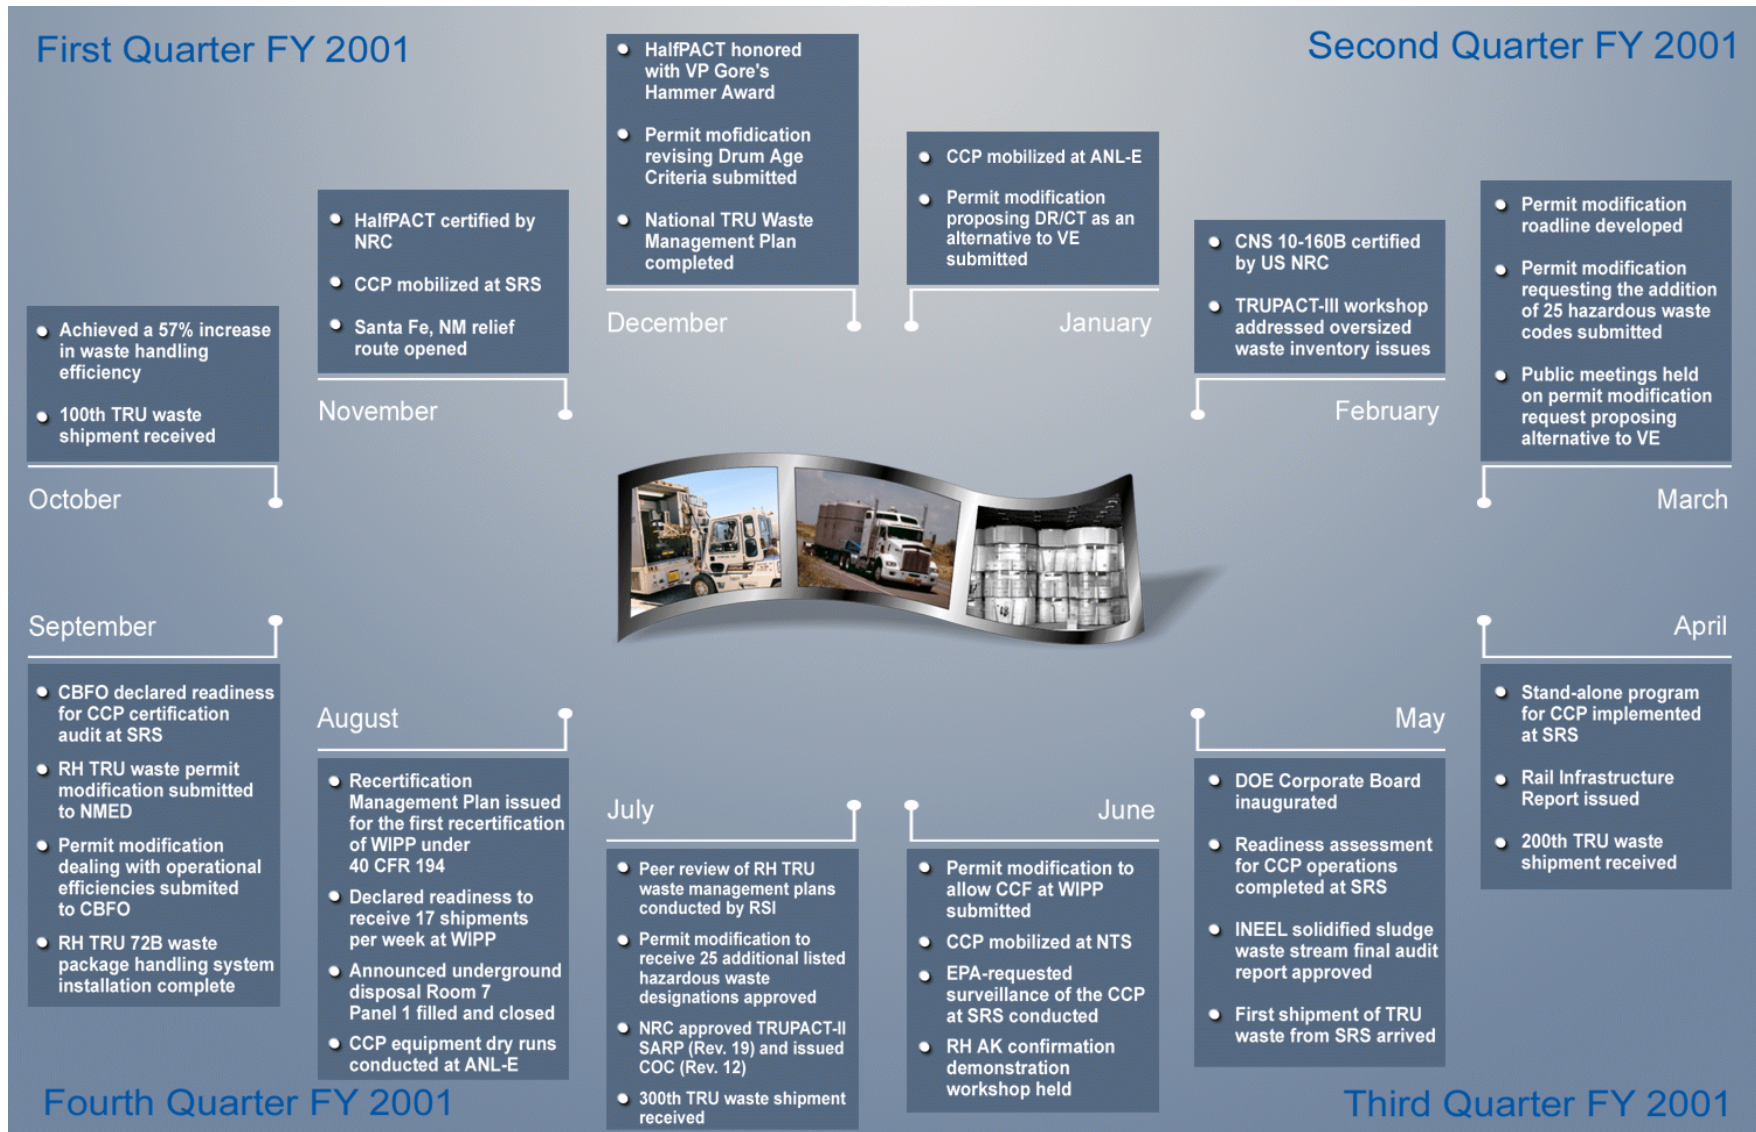 First Quarter FY 2001
Second Quarter FY 2001
Achieved a 57% increase
in waste handling
efficiency
100th TRU waste
shipment received
October
HalfPACT certified by
NRC
CCP mobilized at SRS
Santa Fe, NM relief
route opened
November
HalfPACT honored
with VP Gore's
Hammer Award
Permit mofidication
revising Drum Age
Criteria submitted
National TRU Waste
Management Plan
completed
December
CCP mobilized at ANL-E
Permit modification
proposing DR/CT as an
alternative to VE
submitted
January
CNS 10-160B certified
by US NRC
TRUPACT-III workshop
addressed oversized
waste inventory issues
February
Permit modification
roadline developed
Permit modification
requesting the addition
of 25 hazardous waste
codes submitted
Public meetings held
on permit modification
request proposing
alternative to VE
March
April
Stand-alone program
for CCP implemented
at SRS
Rail Infrastructure
Report issued
200th TRU waste
shipment received
May
DOE Corporate Board
inaugurated
Readiness assessment
for CCP operations
completed at SRS
INEEL solidified sludge
waste stream final audit
report approved
First shipment of TRU
waste from SRS arrived
June
Permit modification to
allow CCF at WIPP
submitted
CCP mobilized at NTS
EPA-requested
surveillance of the CCP
at SRS conducted
RH AK confirmation
demonstration
workshop held
July
Peer review of RH TRU
waste management plans
conducted by RSI
Permit modification to
receive 25 additional listed
hazardous waste
designations approved
NRC approved TRUPACT-II
SARP (Rev. 19) and issued
COC (Rev. 12)
300th TRU waste shipment
received
August
Recertification
Management Plan issued
for the first recertification
of WIPP under
40 CFR 194
Declared readiness to
receive 17 shipments
per week at WIPP
Announced underground
disposal Room 7
Panel 1 filled and closed
CCP equipment dry runs
conducted at ANL-E
September
CBFO declared readiness
for CCP certification
audit at SRS
RH TRU waste permit
modification submitted
to NMED
Permit modification
dealing with operational
efficiencies submited
to CBFO
RH TRU 72B waste
package handling system
installation complete
Fourth Quarter FY 2001
Third Quarter FY 2001